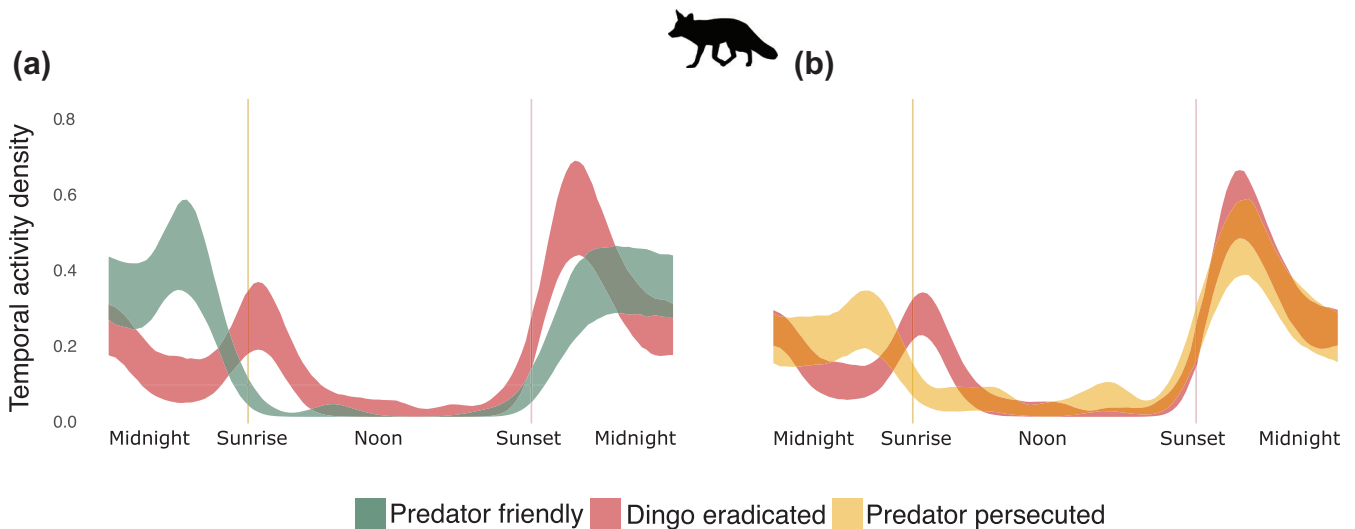 (a)
(b)
Temporal activity density
0.8
0.6
0.4
0.2
0.0
Midnight Sunrise Noon Sunset Midnight
Midnight Sunrise Noon Sunset Midnight
Predator friendly Dingo eradicated Predator persecuted